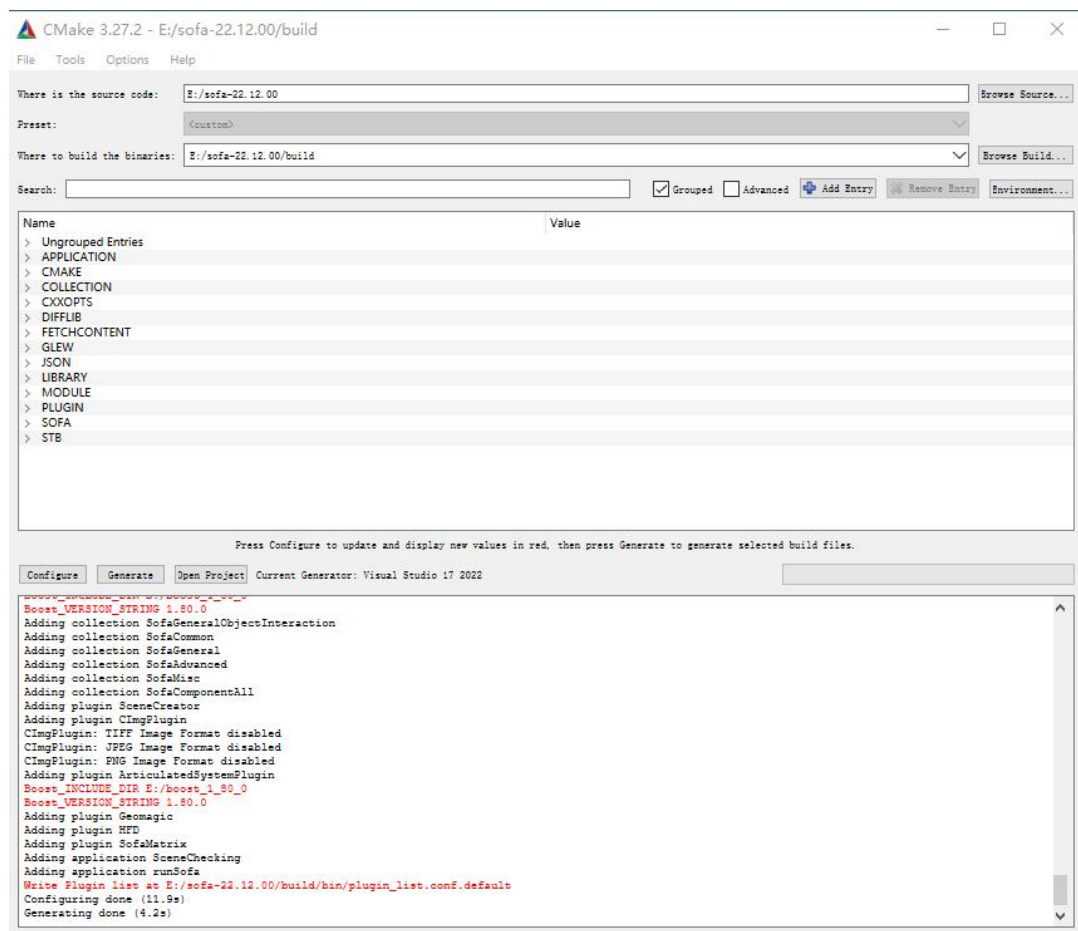 CMake 3.27.2 - E:/sofa-22.12.00/build
File Tools Options Help
Where is the source code: E:/sofa-22.12.00 Browse Source...
Preset: <custom>
Where to build the binaries: E:/sofa-22.12.00/build Browse Build...
Search: Grouped Advanced Add Entry Remove Entry Environment...
Name Value
Ungrouped Entries
APPLICATION
CMAKE
COLLECTION
CXXOPTS
DIFFLIB
FETCHCONTENT
GLEW
JSON
LIBRARY
MODULE
PLUGIN
SOFA
STB
Press Configure to update and display new values in red, then press Generate to generate selected build files.
Configure Generate Open Project Current Generator: Visual Studio 17 2022
Boost_INCLUDE_DIR E:/boost_1_80_0
Boost_VERSION_STRING 1.80.0
Adding collection SofaGeneralObjectInteraction
Adding collection SofaCommon
Adding collection SofaGeneral
Adding collection SofaAdvanced
Adding collection SofaMisc
Adding collection SofaComponentAll
Adding plugin SceneCreator
Adding plugin CImgPlugin
CImgPlugin: TIFF Image Format disabled
CImgPlugin: JPEG Image Format disabled
CImgPlugin: PNG Image Format disabled
Adding plugin ArticulatedSystemPlugin
Boost_INCLUDE_DIR E:/boost_1_80_0
Boost_VERSION_STRING 1.80.0
Adding plugin Geomagic
Adding plugin HFD
Adding plugin SofaMatrix
Adding application SceneChecking
Adding application runSofa
Write Plugin list at E:/sofa-22.12.00/build/bin/plugin_list.conf.default
Configuring done (11.9s)
Generating done (4.2s)